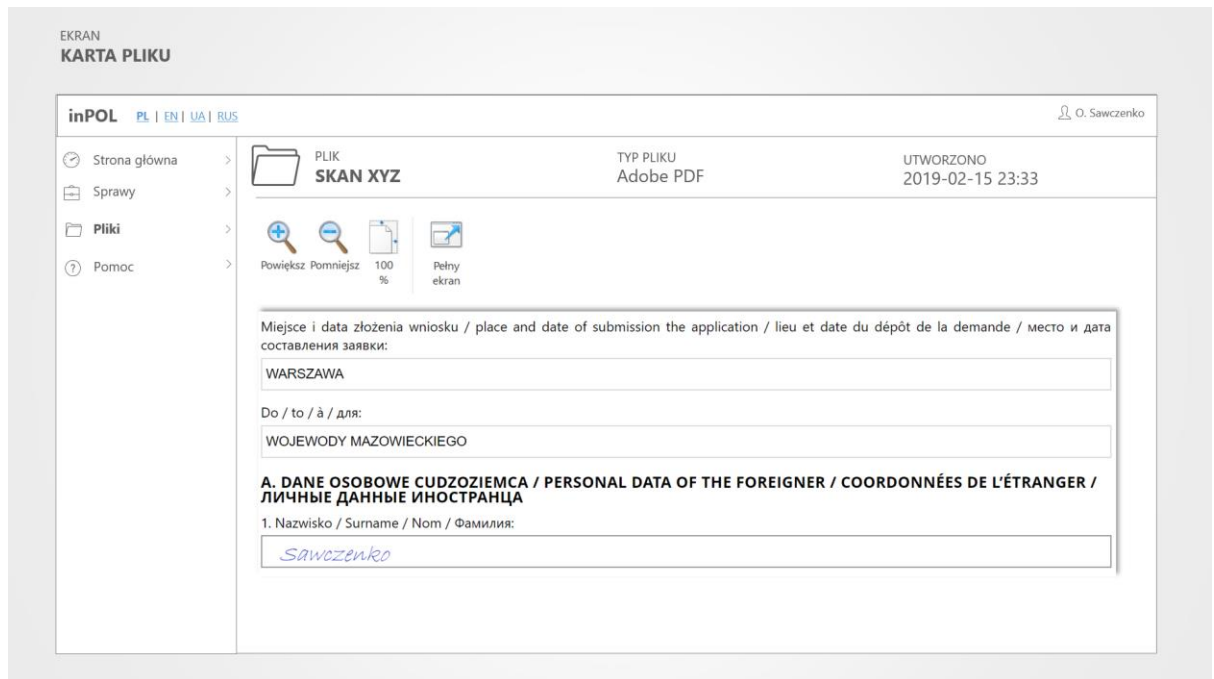 EKRAN
KARTA PLIKU
inPOL PL | EN | UA | RUS
O. Sawczenko
Strona główna
Sprawy
Pliki
Pomoc
PLIK
SKAN XYZ
TYP PLIKU
Adobe PDF
UTWORZONO
2019-02-15 23:33
Powiększ Pomniejsz 100
%
Pełny
ekran
Miejsce i data złożenia wniosku / place and date of submission the application / lieu et date du dépôt de la demande / место и дата
составления заявки:
WARSZAWA
Do / to / à / для:
WOJEWODY MAZOWIECKIEGO
A. DANE OSOBOWE CUDZOZIEMCA / PERSONAL DATA OF THE FOREIGNER / COORDONNÉES DE L'ÉTRANGER /
ЛИЧНЫЕ ДАННЫЕ ИНОСТРАНЦА
1. Nazwisko / Surname / Nom / Фамилия:
Sawczenko